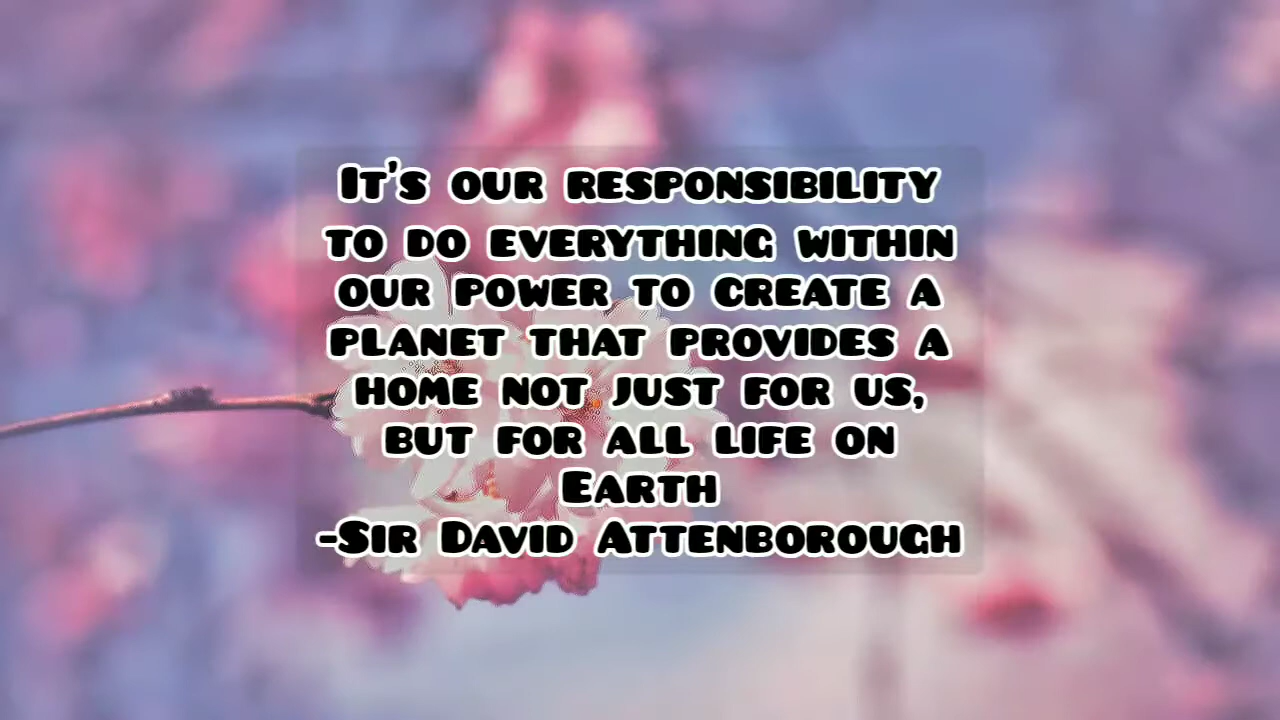 It's our responsibility
to do everything within
our power to create a
planet that provides a
home not just for us,
but for all life on
Earth
-Sir David Attenborough